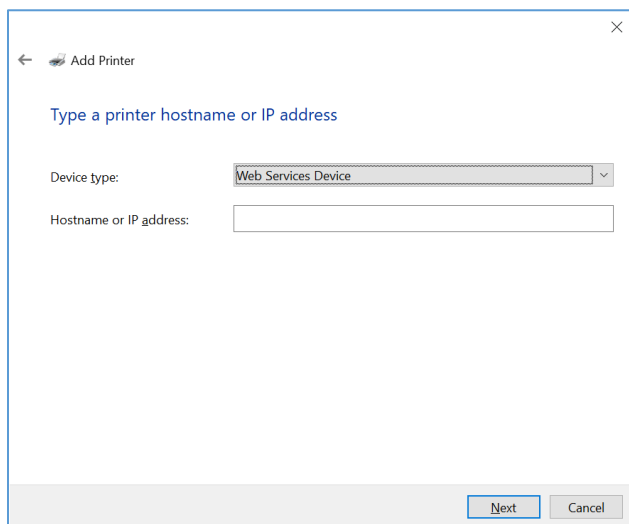 Add Printer
Type a printer hostname or IP address
Device type:
Web Services Device
Hostname or IP address:
Next
Cancel